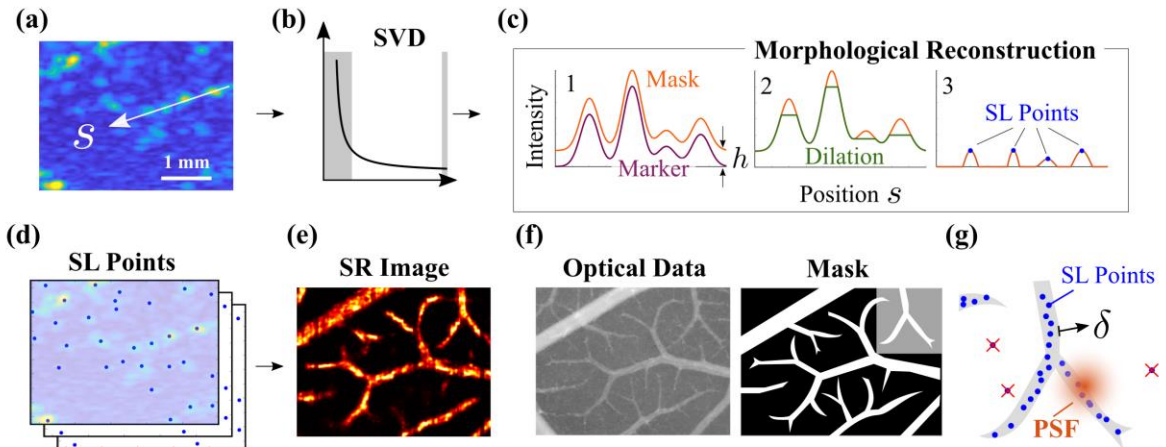 (a)
s
1 mm
(b)
SVD
(c)
Morphological Reconstruction
Intensity
1
Mask
Marker
h
2
Dilation
3
SL Points
Position s
(d)
SL Points
(e)
SR Image
(f)
Optical Data
Mask
(g)
SL Points
δ
PSF